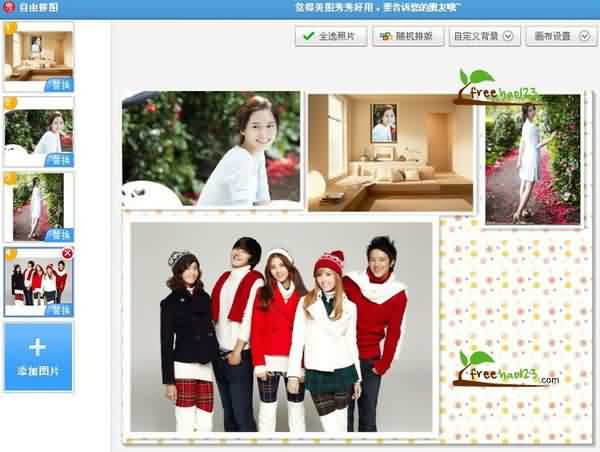 自由拼图
觉得美图秀秀好用，要告诉您的朋友哦~
全选照片
随机排版
自定义背景
画布设置
1
替换
2
替换
3
替换
4
替换
添加图片
freehao123
freehao123.com